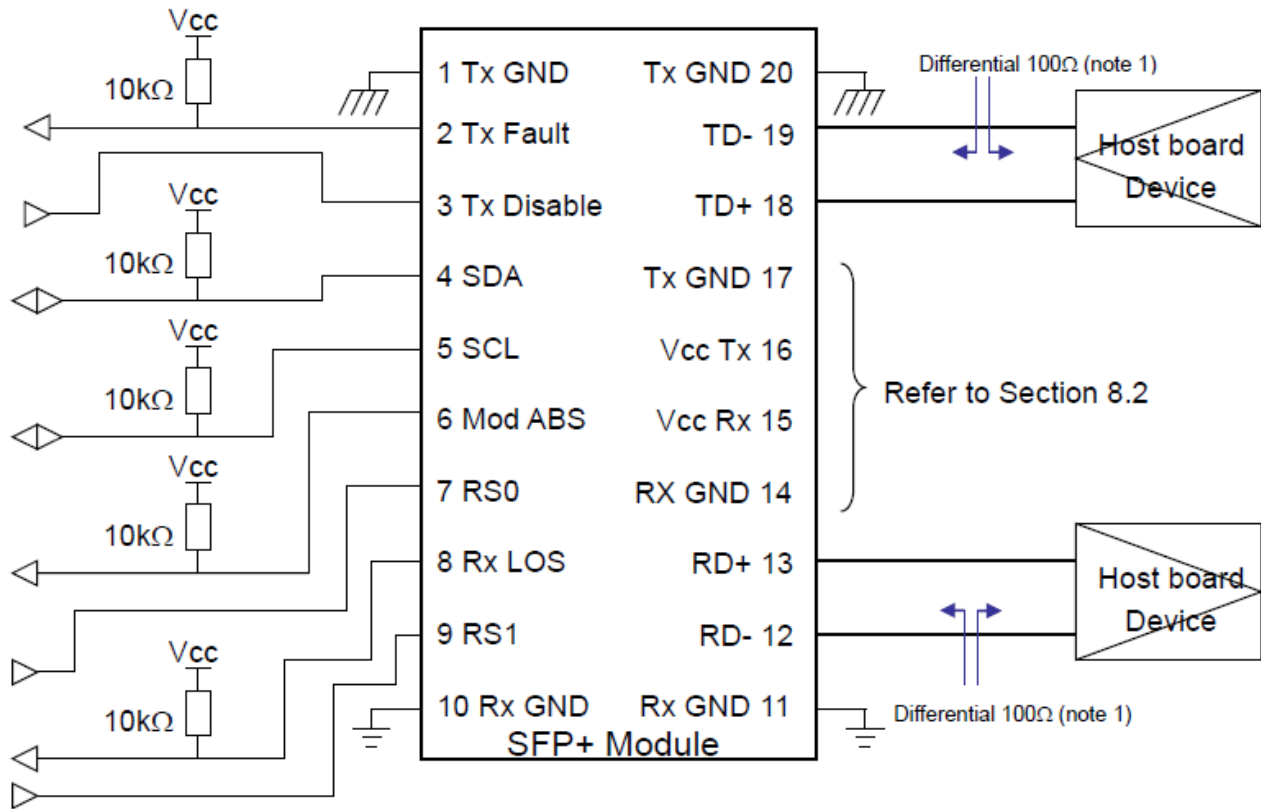 Vcc
10kΩ
Vcc
10kΩ
Vcc
10kΩ
Vcc
10kΩ
Vcc
10kΩ
1 Tx GND
2 Tx Fault
3 Tx Disable
4 SDA
5 SCL
6 Mod ABS
7 RS0
8 Rx LOS
9 RS1
10 Rx GND
Tx GND 20
TD- 19
TD+ 18
Tx GND 17
Vcc Tx 16
Vcc Rx 15
RX GND 14
RD+ 13
RD- 12
Rx GND 11
SFP+ Module
Differential 100Ω (note 1)
Host board
Device
Refer to Section 8.2
Host board
Device
Differential 100Ω (note 1)